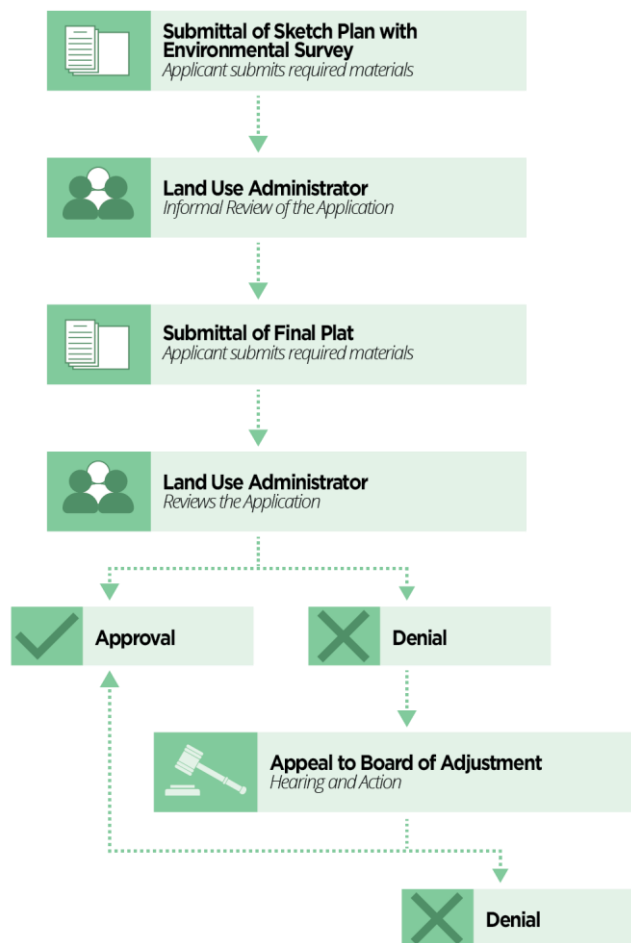 Submittal of Sketch Plan with
Environmental Survey
Applicant submits required materials
Land Use Administrator
Informal Review of the Application
Submittal of Final Plat
Applicant submits required materials
Land Use Administrator
Reviews the Application
Approval
Denial
Appeal to Board of Adjustment
Hearing and Action
Denial